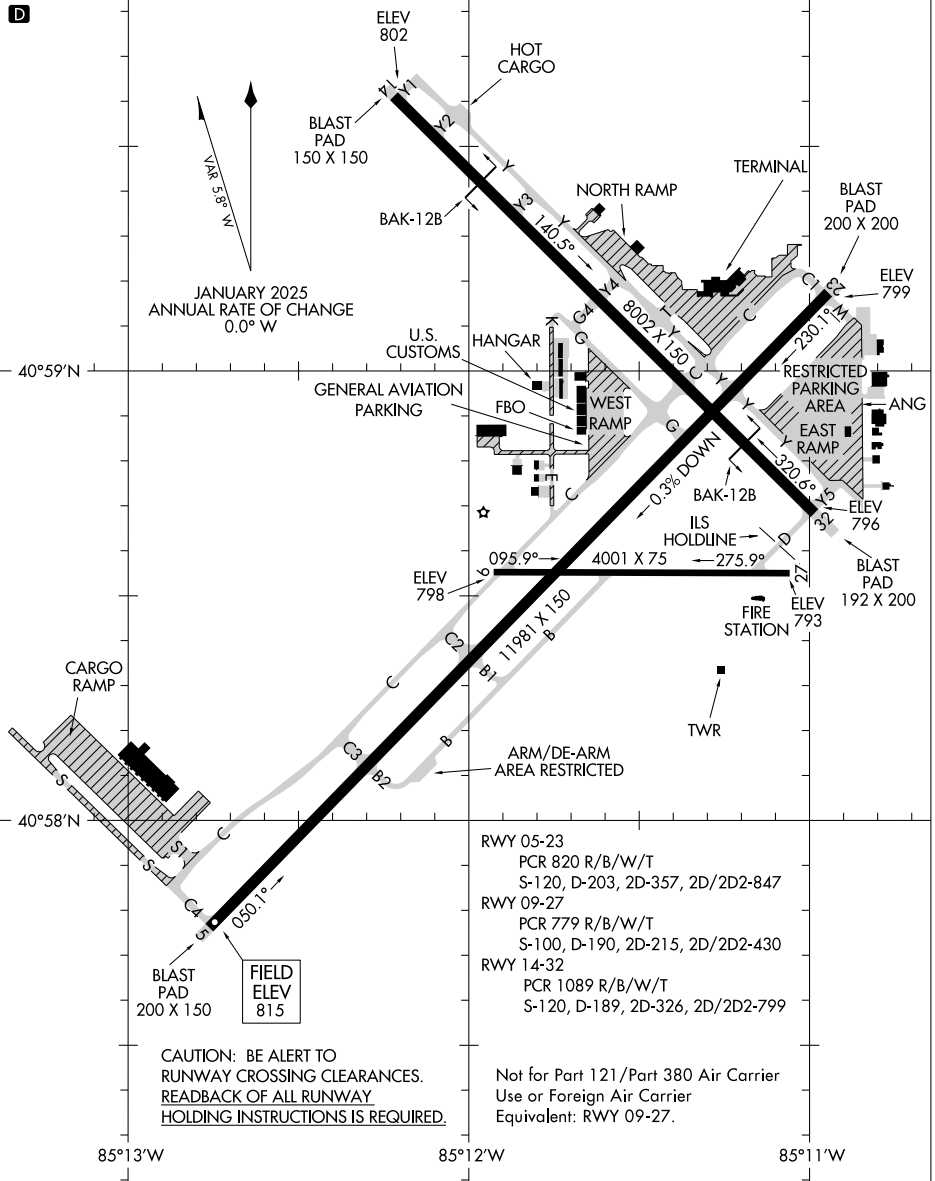 D
ELEV
802
HOT
CARGO
14
Y1
BLAST
PAD
150 X 150
Y2
VAR 5.8° W
Y
TERMINAL
NORTH RAMP
BLAST
PAD
200 X 200
BAK-12B
Y3
140.5°
Y
JANUARY 2025
ANNUAL RATE OF CHANGE
0.0° W
Y4
C1
23
ELEV
799
W
K
G4
8002 X 150
Y
C
230.1°
U.S.
CUSTOMS
HANGAR
G
40°59'N
C
Y
RESTRICTED
PARKING
AREA
GENERAL AVIATION
PARKING
FBO
WEST
RAMP
G
Y
ANG
EAST
RAMP
Y
0.3% DOWN
BAK-12B
320.6°
E
C
Y5
ELEV
796
32
ILS
HOLDLINE
D
095.9°
4001 X 75
275.9°
9
27
ELEV
798
BLAST
PAD
192 X 200
ELEV
793
FIRE
STATION
11981 X 150
B
C2
B1
CARGO
RAMP
C
TWR
C3
B
B2
ARM/DE-ARM
AREA RESTRICTED
S
40°58'N
C
S1
S
RWY 05-23
PCR 820 R/B/W/T
S-120, D-203, 2D-357, 2D/2D2-847
RWY 09-27
PCR 779 R/B/W/T
S-100, D-190, 2D-215, 2D/2D2-430
RWY 14-32
PCR 1089 R/B/W/T
S-120, D-189, 2D-326, 2D/2D2-799
C4
050.1°
5
BLAST
PAD
200 X 150
FIELD
ELEV
815
CAUTION: BE ALERT TO
RUNWAY CROSSING CLEARANCES.
READBACK OF ALL RUNWAY
HOLDING INSTRUCTIONS IS REQUIRED.
Not for Part 121/Part 380 Air Carrier
Use or Foreign Air Carrier
Equivalent: RWY 09-27.
85°13'W
85°12'W
85°11'W